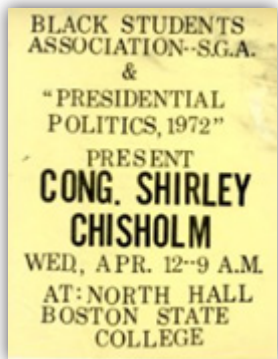 BLACK STUDENTS
ASSOCIATION--S.G.A.
&
"PRESIDENTIAL
POLITICS, 1972"
PRESENT
CONG. SHIRLEY
CHISHOLM
WED., APR. 12--9 A.M.
AT: NORTH HALL
BOSTON STATE
COLLEGE